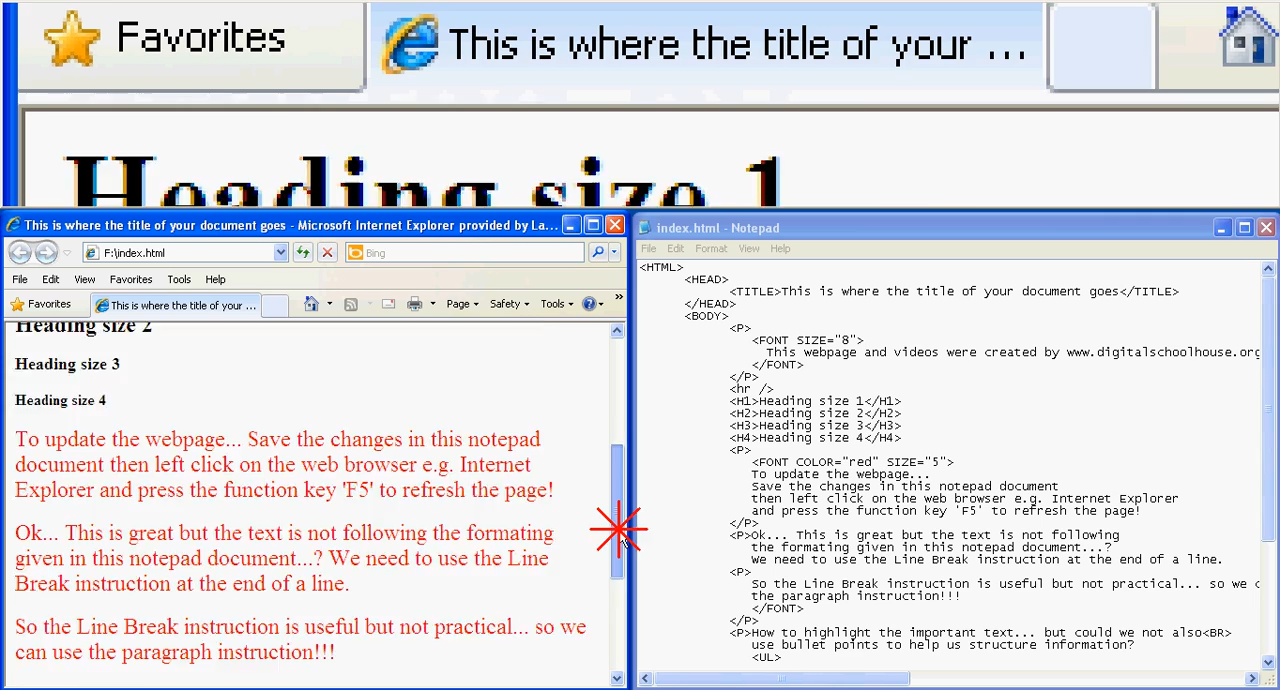 Favorites
This is where the title of your ...
Heading size 1
This is where the title of your document goes - Microsoft Internet Explorer provided by La...
F:\index.html
Bing
File Edit View Favorites Tools Help
Favorites
This is where the title of your ...
Page Safety Tools
Heading size 2
Heading size 3
Heading size 4
To update the webpage... Save the changes in this notepad
document then left click on the web browser e.g. Internet
Explorer and press the function key 'F5' to refresh the page!
Ok... This is great but the text is not following the formating
given in this notepad document...? We need to use the Line
Break instruction at the end of a line.
So the Line Break instruction is useful but not practical... so we
can use the paragraph instruction!!!
index.html - Notepad
File Edit Format View Help
<HTML>
<HEAD>
<TITLE>This is where the title of your document goes</TITLE>
</HEAD>
<BODY>
<P>
<FONT SIZE="8">
This webpage and videos were created by www.digitalschoolhouse.org
</FONT>
</P>
<hr />
<H1>Heading size 1</H1>
<H2>Heading size 2</H2>
<H3>Heading size 3</H3>
<H4>Heading size 4</H4>
<P>
<FONT COLOR="red" SIZE="5">
To update the webpage...
Save the changes in this notepad document
then left click on the web browser e.g. Internet Explorer
and press the function key 'F5' to refresh the page!
</P>
<P>Ok... This is great but the text is not following
the formating given in this notepad document...?
We need to use the Line Break instruction at the end of a line.
<P>
So the Line Break instruction is useful but not practical... so we
the paragraph instruction!!!
</FONT>
</P>
<P>How to highlight the important text... but could we not also<BR>
use bullet points to help us structure information?
<UL>